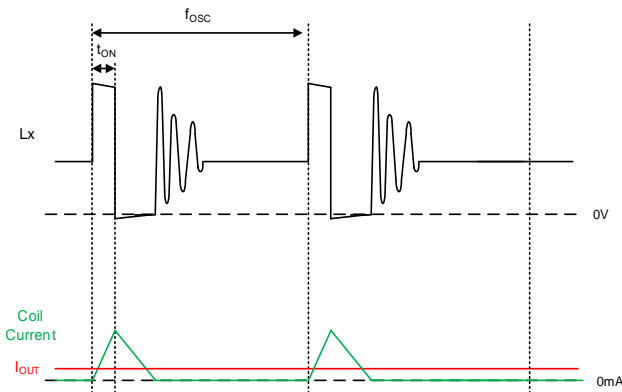 fOSC
tON
Lx
0V
Coil
Current
IOUT
0mA